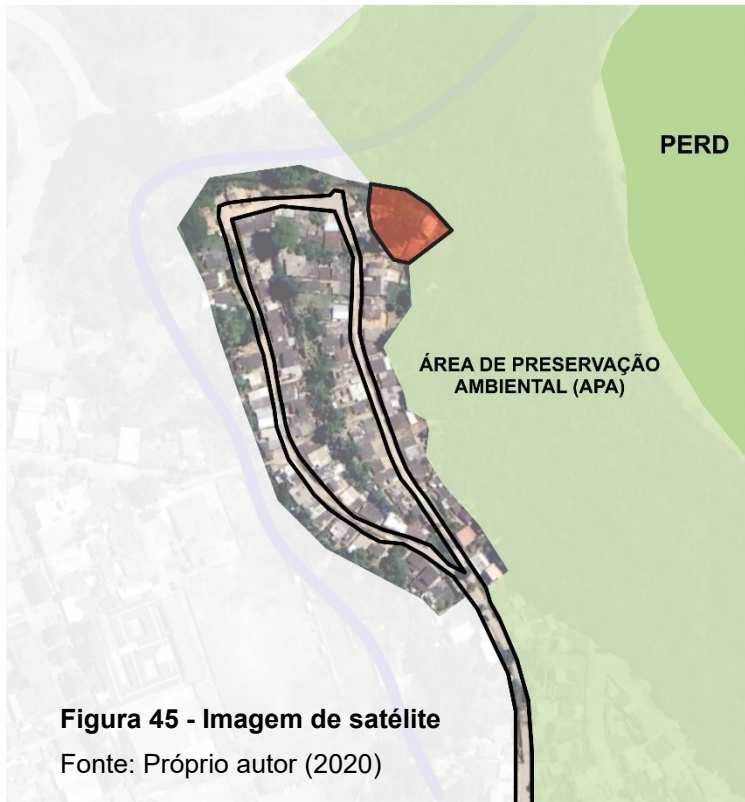 PERD
ÁREA DE PRESERVAÇÃO
AMBIENTAL (APA)
Figura 45 - Imagem de satélite
Fonte: Próprio autor (2020)